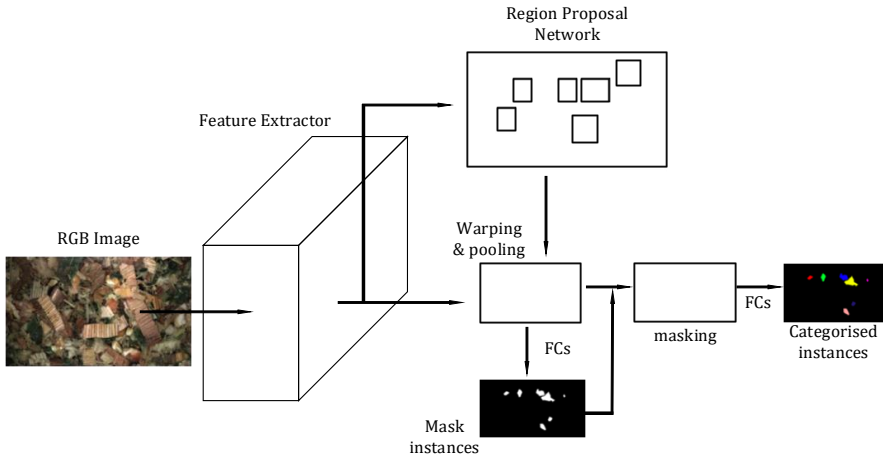 Region Proposal
Network
Feature Extractor
RGB Image
Warping
& pooling
FCs
masking
FCs
Categorised
instances
Mask
instances